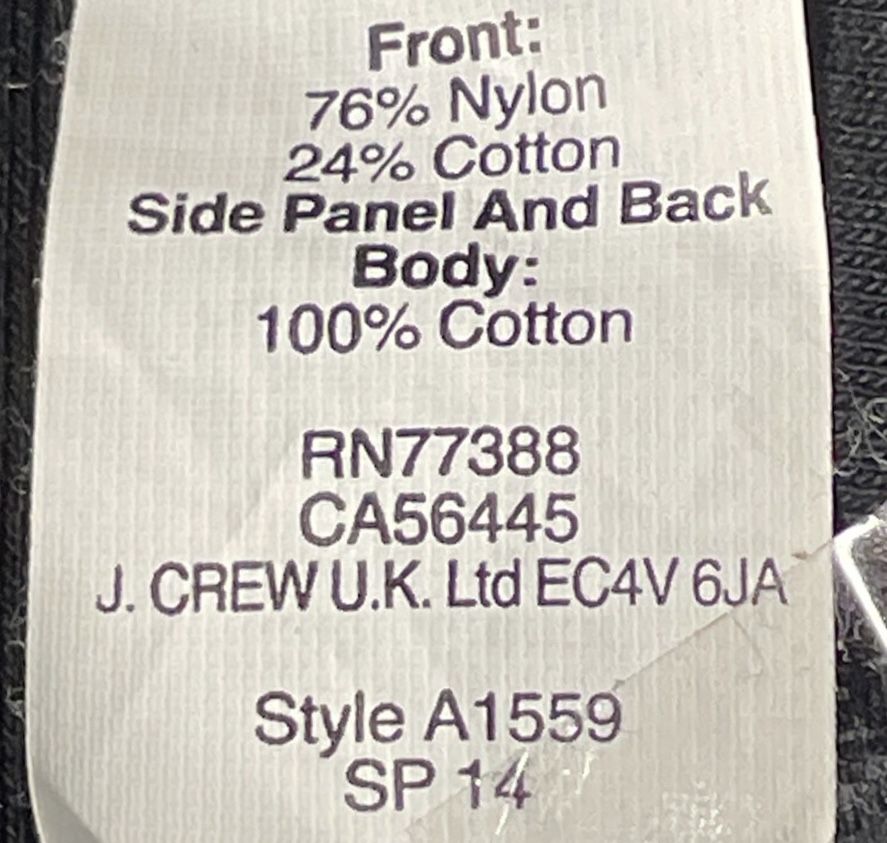 Front:
76% Nylon
24% Cotton
Side Panel And Back
Body:
100% Cotton
RN77388
CA56445
J. CREW U.K. Ltd EC4V 6JA
Style A1559
SP 14